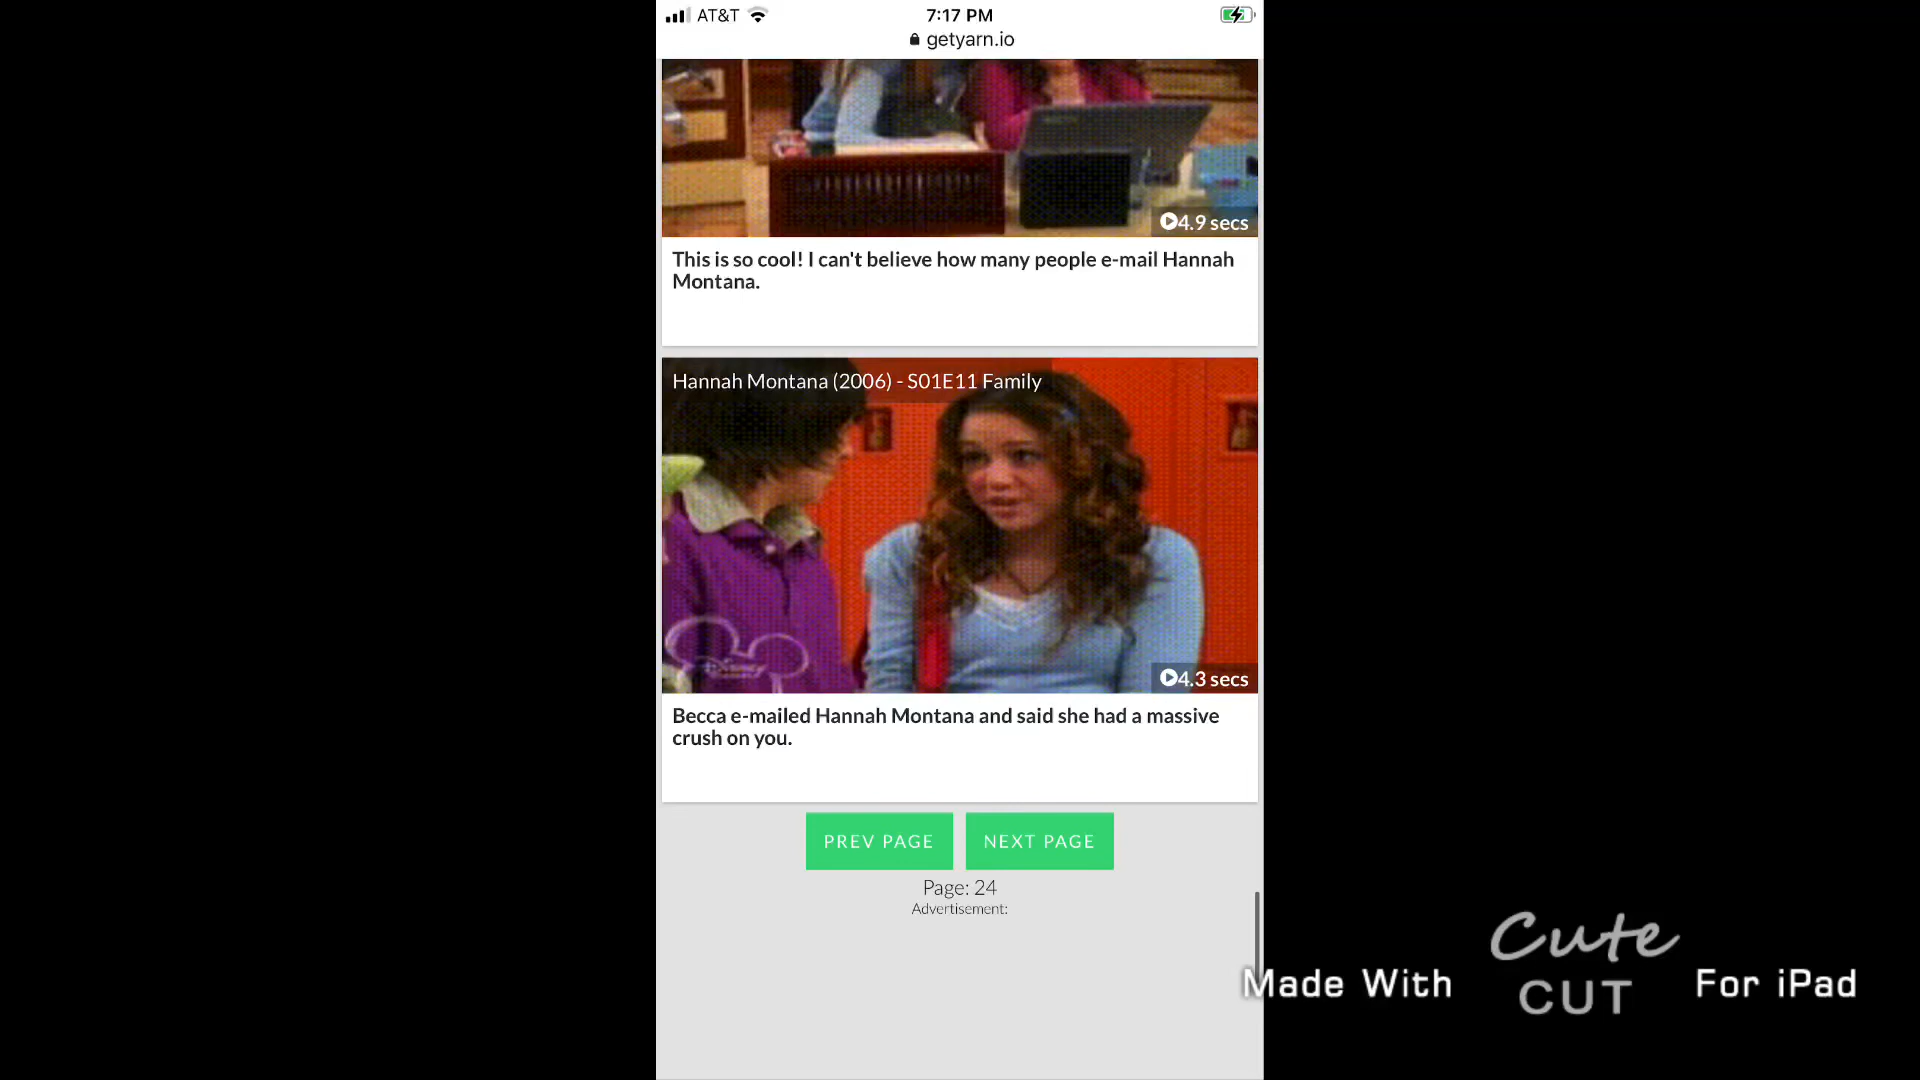 AT&T
7:17 PM
getyarn.io
4.9 secs
This is so cool! I can't believe how many people e-mail Hannah
Montana.
Hannah Montana (2006) - S01E11 Family
Disney
4.3 secs
Becca e-mailed Hannah Montana and said she had a massive
crush on you.
PREV PAGE
NEXT PAGE
Page: 24
Advertisement:
Made With Cute CUT For iPad